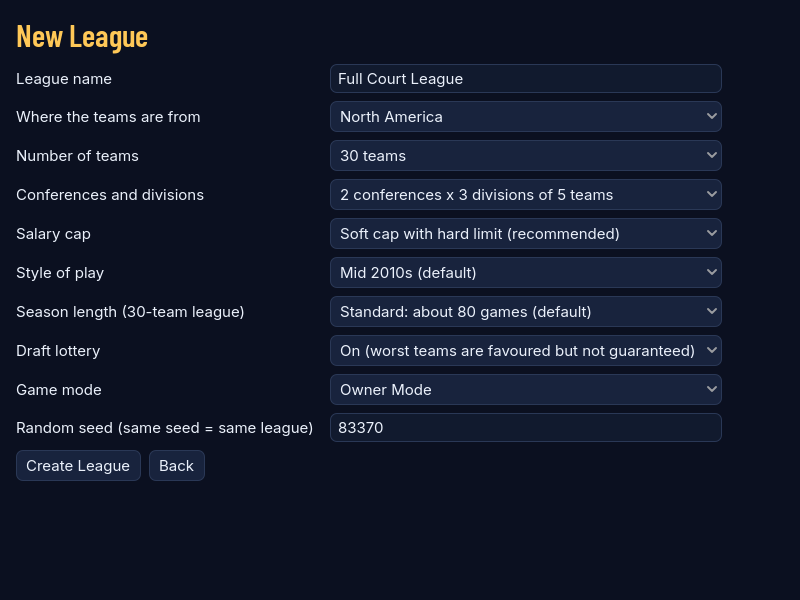 New League
League name Full Court League
Where the teams are from North America
Number of teams 30 teams
Conferences and divisions 2 conferences x 3 divisions of 5 teams
Salary cap Soft cap with hard limit (recommended)
Style of play Mid 2010s (default)
Season length (30-team league) Standard: about 80 games (default)
Draft lottery On (worst teams are favoured but not guaranteed)
Game mode Owner Mode
Random seed (same seed = same league) 83370
Create League Back